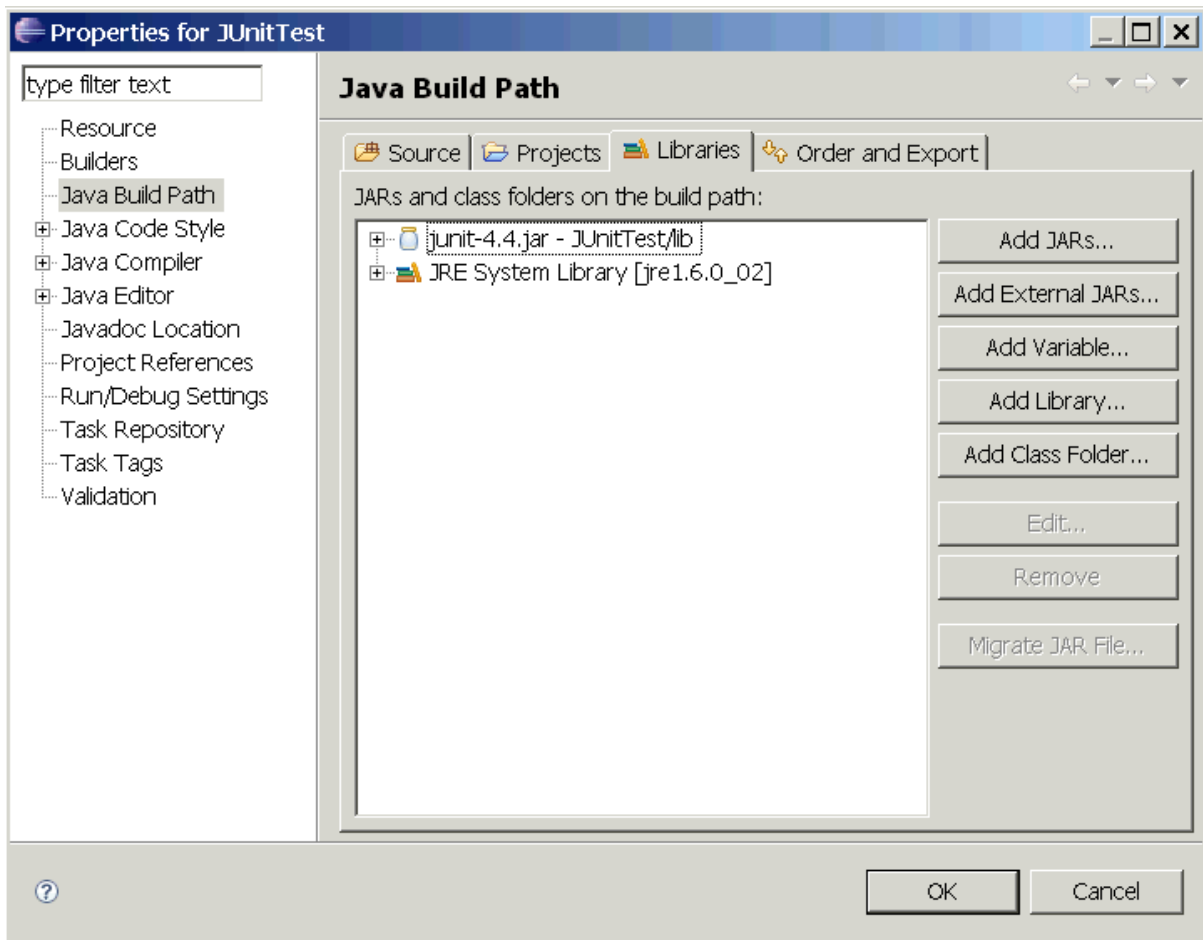 Properties for JUnitTest
type filter text
Resource
Builders
Java Build Path
Java Code Style
Java Compiler
Java Editor
Javadoc Location
Project References
Run/Debug Settings
Task Repository
Task Tags
Validation
Java Build Path
Source Projects Libraries Order and Export
JARs and class folders on the build path:
junit-4.4.jar - JUnitTest/lib
JRE System Library [jre1.6.0_02]
Add JARs...
Add External JARs...
Add Variable...
Add Library...
Add Class Folder...
Edit...
Remove
Migrate JAR File...
?
OK Cancel